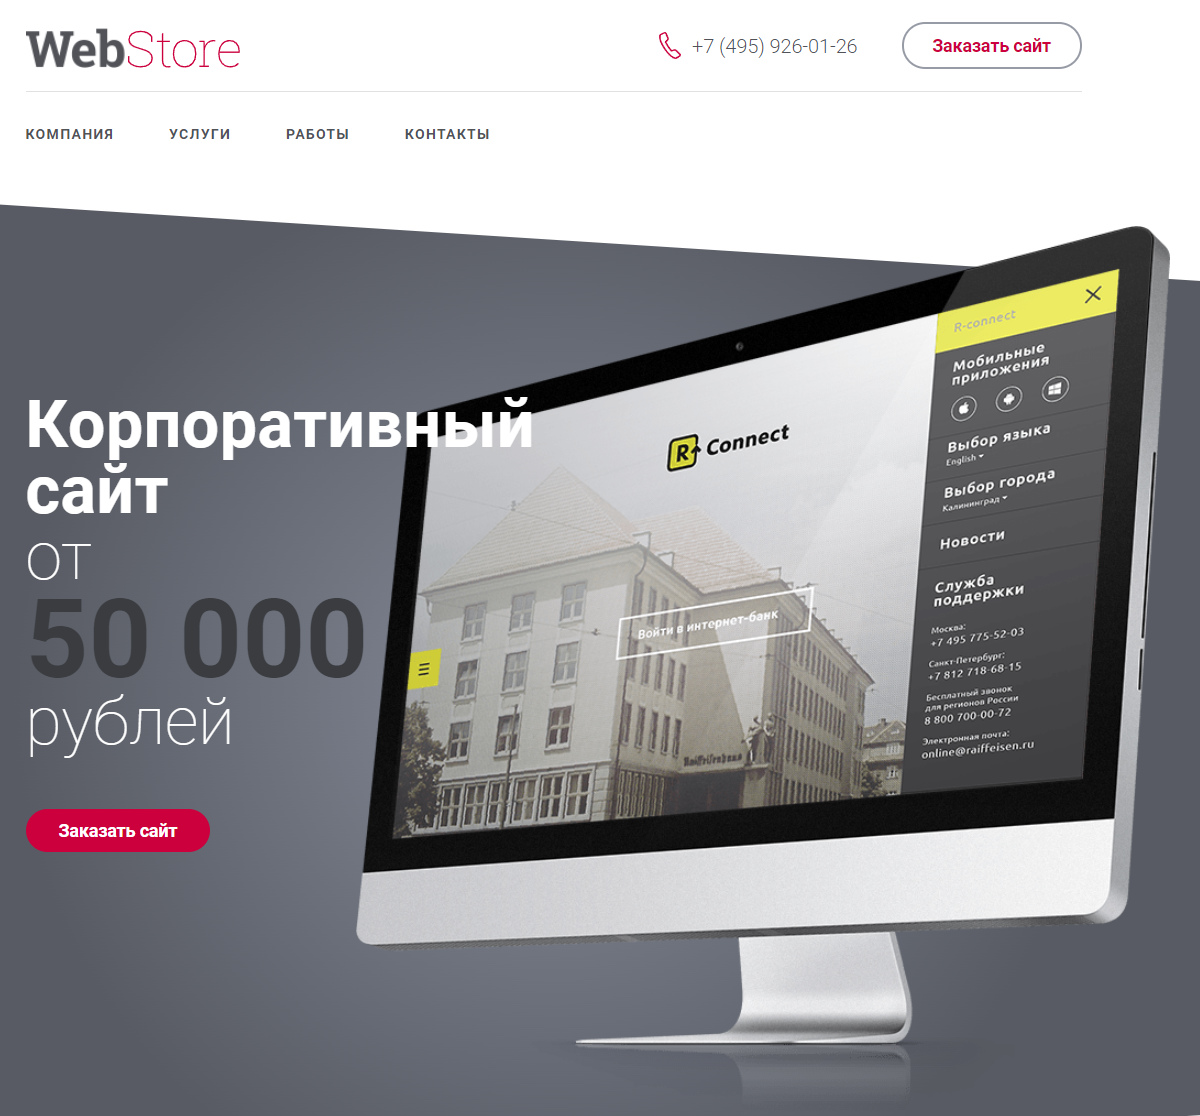 WebStore
+7 (495) 926-01-26
Заказать сайт
КОМПАНИЯ УСЛУГИ РАБОТЫ КОНТАКТЫ
Корпоративный
сайт
от
50 000
рублей
Заказать сайт
R Connect
Войти в интернет-банк
Raiffeisenhaus
R-connect
Мобильные
приложения
Выбор языка
English
Выбор города
Калининград
Новости
Служба
поддержки
Москва:
+7 495 775-52-03
Санкт-Петербург:
+7 812 718-68-15
Бесплатный звонок
для регионов России
8 800 700-00-72
Электронная почта:
online@raiffeisen.ru